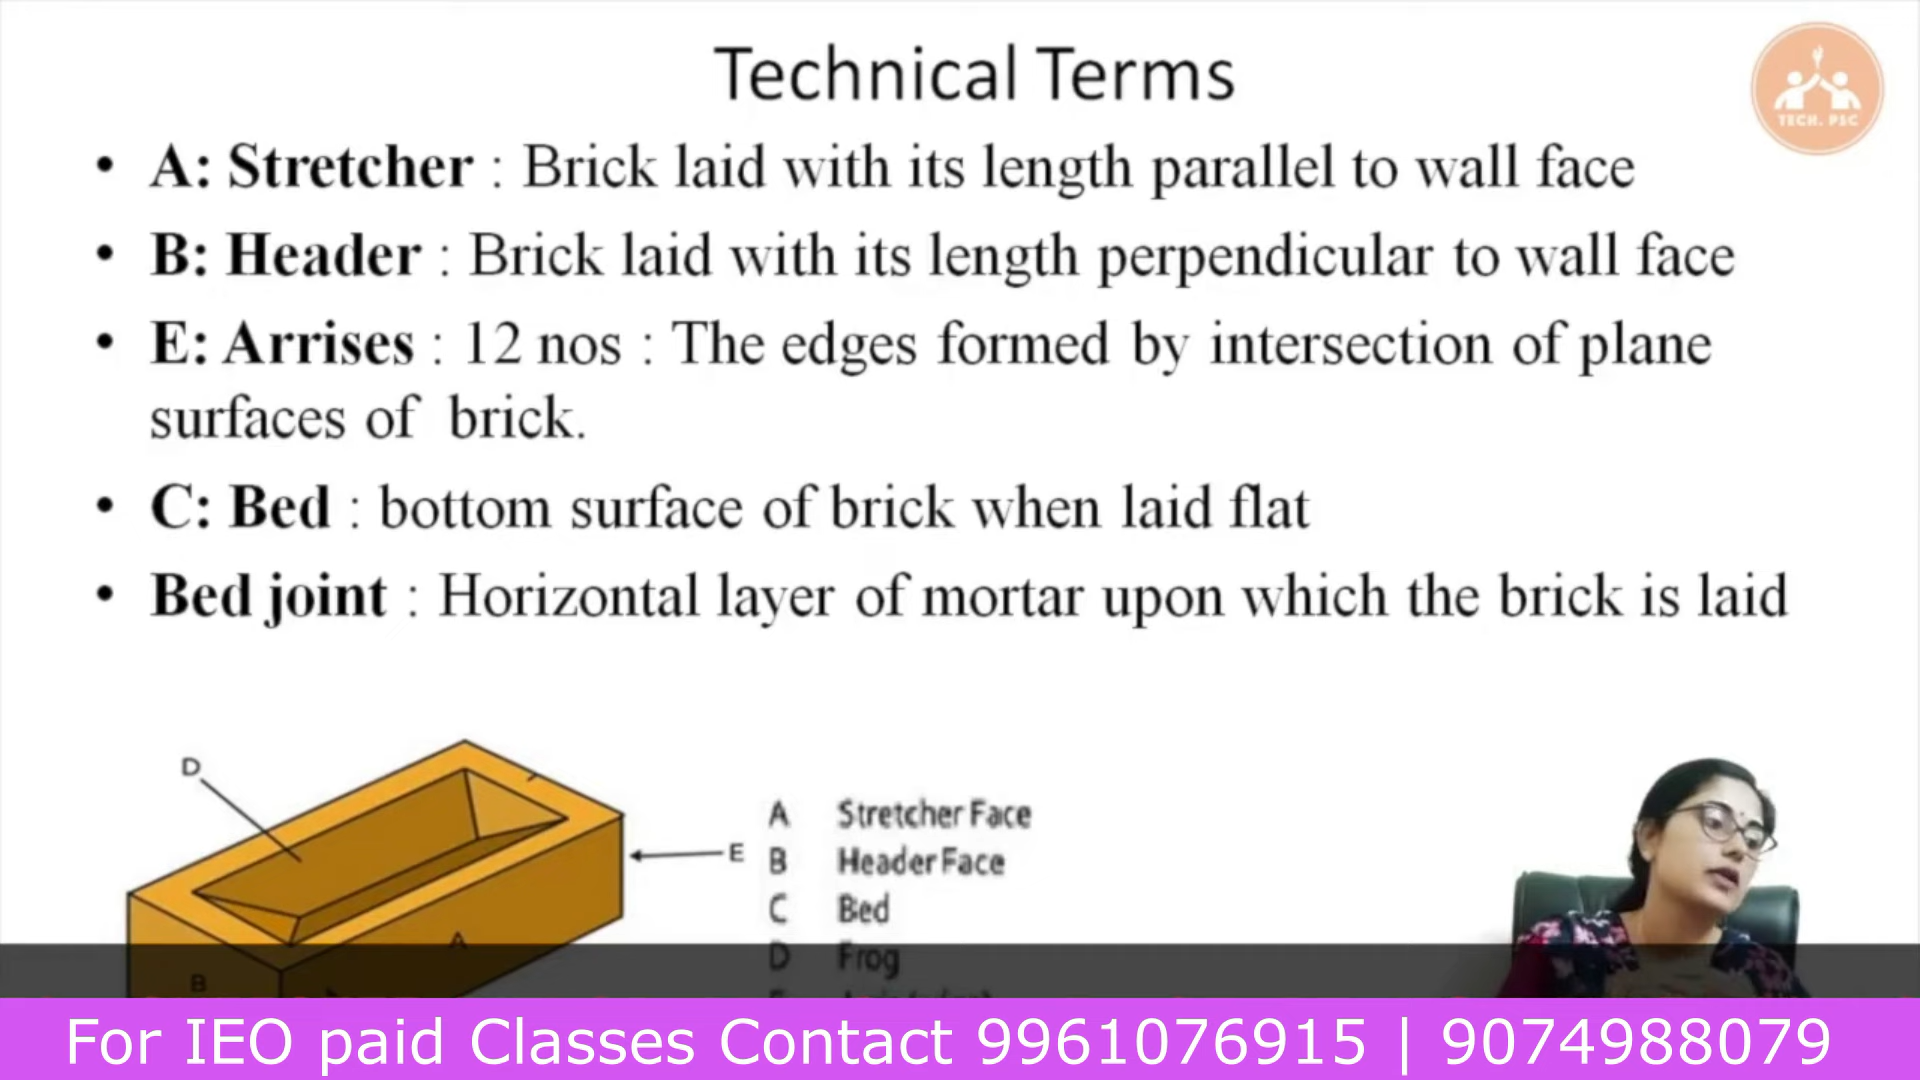 Technical Terms
TECH. PSC
• A: Stretcher : Brick laid with its length parallel to wall face
• B: Header : Brick laid with its length perpendicular to wall face
• E: Arrises : 12 nos : The edges formed by intersection of plane
surfaces of brick.
• C: Bed : bottom surface of brick when laid flat
• Bed joint : Horizontal layer of mortar upon which the brick is laid
D
E
A
B
A Stretcher Face
B Header Face
C Bed
D Frog
For IEO paid Classes Contact 9961076915 | 9074988079